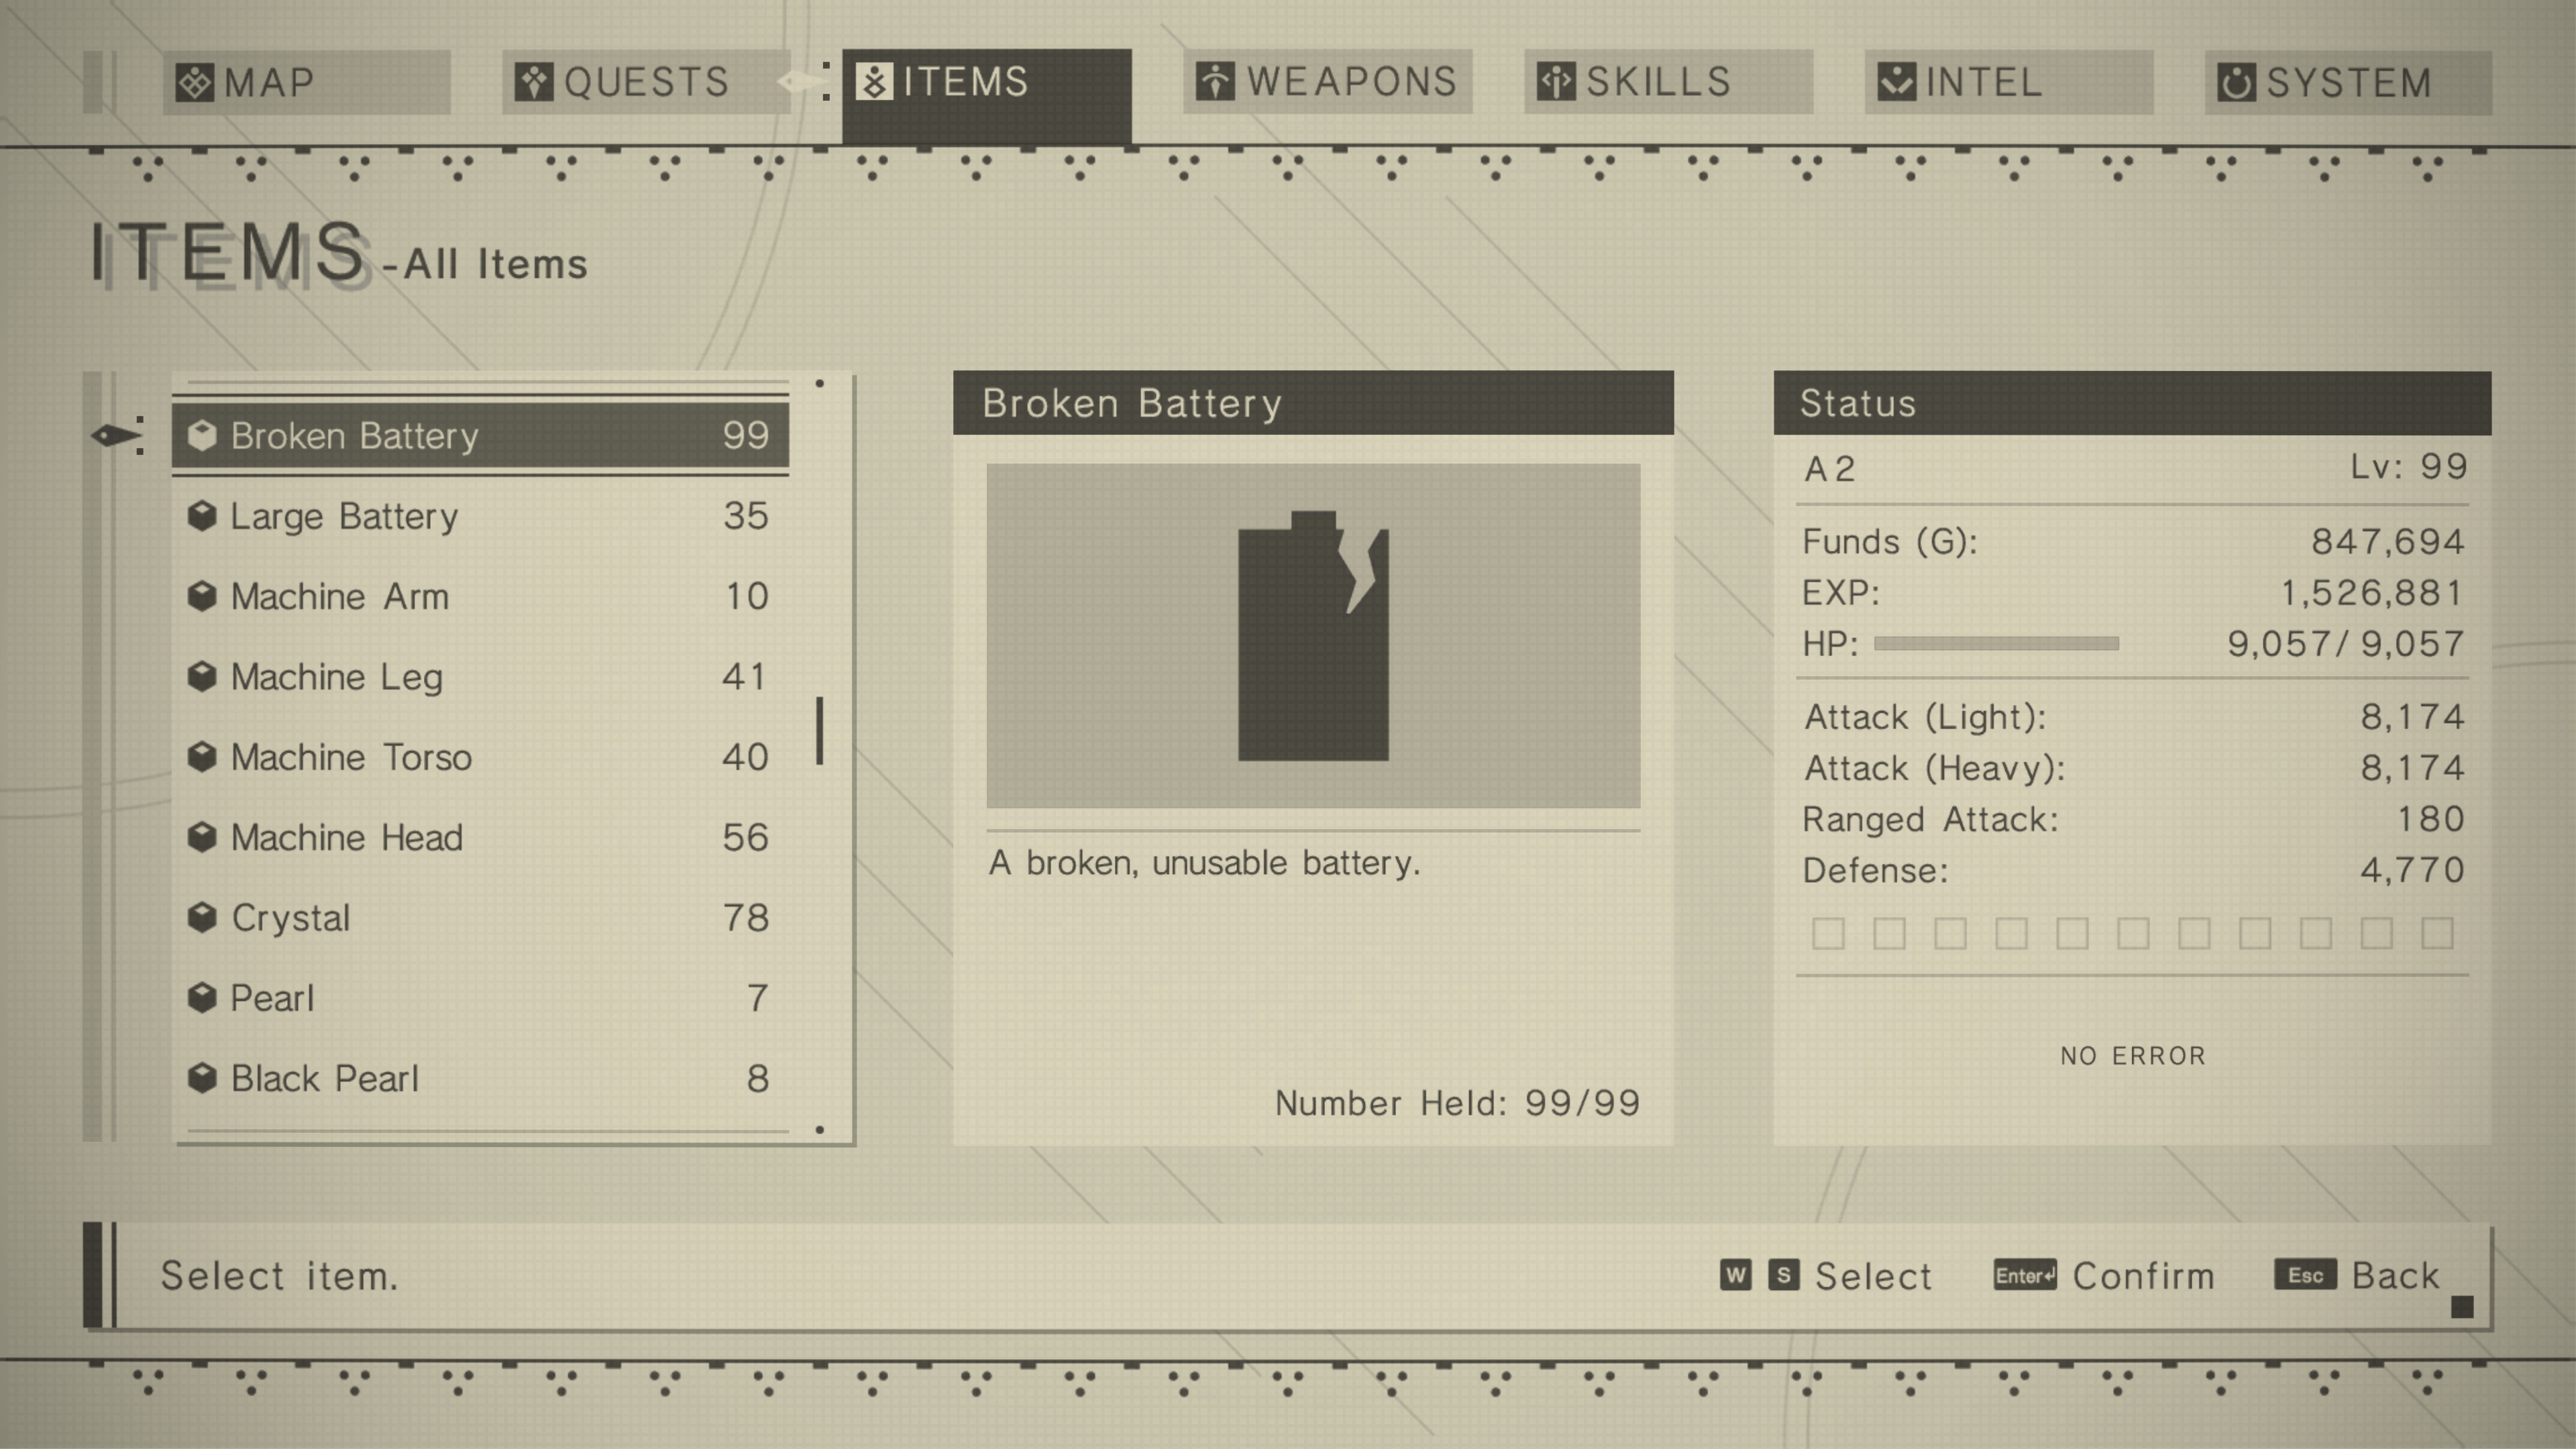 MAP QUESTS ITEMS WEAPONS SKILLS INTEL SYSTEM
ITEMS -All Items
Broken Battery 99
Large Battery 35
Machine Arm 10
Machine Leg 41
Machine Torso 40
Machine Head 56
Crystal 78
Pearl 7
Black Pearl 8
Broken Battery
A broken, unusable battery.
Number Held: 99/99
Status
A2 Lv: 99
Funds (G): 847,694
EXP: 1,526,881
HP: 9,057/ 9,057
Attack (Light): 8,174
Attack (Heavy): 8,174
Ranged Attack: 180
Defense: 4,770
NO ERROR
Select item.
W S Select Enter↵ Confirm Esc Back